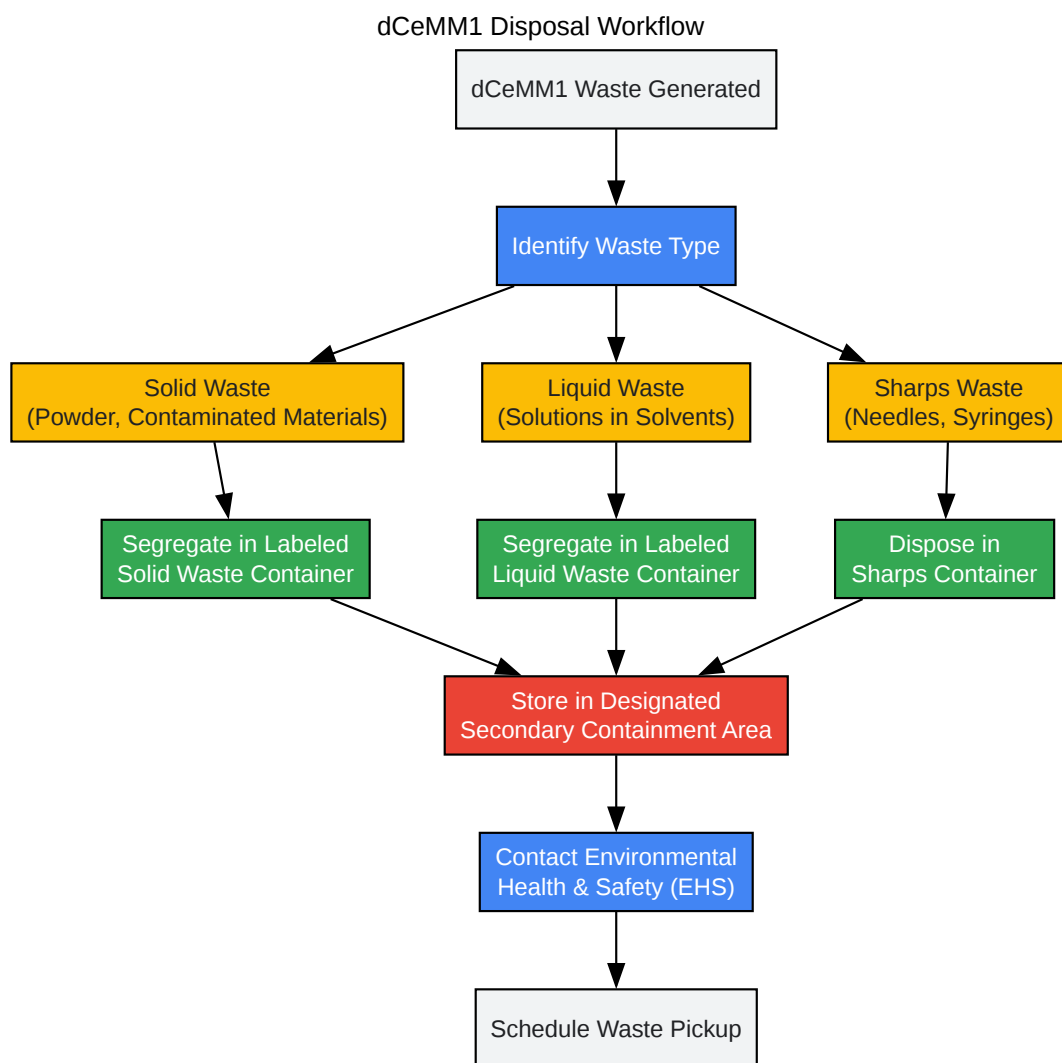 dCeMM1 Disposal Workflow
dCeMM1 Waste Generated
Identify Waste Type
Solid Waste
(Powder, Contaminated Materials)
Liquid Waste
(Solutions in Solvents)
Sharps Waste
(Needles, Syringes)
Segregate in Labeled
Solid Waste Container
Segregate in Labeled
Liquid Waste Container
Dispose in
Sharps Container
Store in Designated
Secondary Containment Area
Contact Environmental
Health & Safety (EHS)
Schedule Waste Pickup